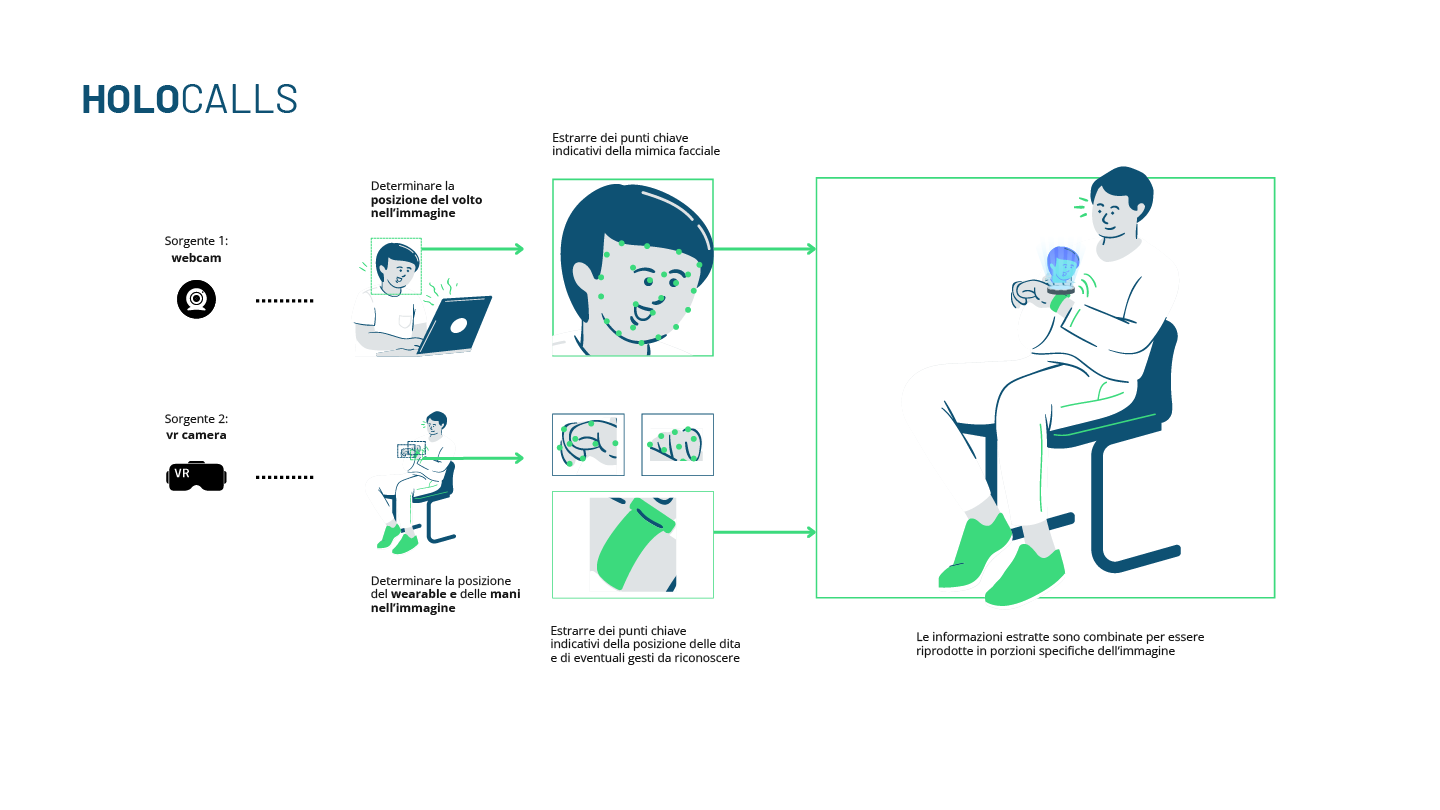 HOLOCALLS
Estrarre dei punti chiave
indicativi della mimica facciale
Determinare la
posizione del volto
nell'immagine
Sorgente 1:
webcam
Sorgente 2:
vr camera
VR
Determinare la posizione
del wearable e delle mani
nell'immagine
Estrarre dei punti chiave
indicativi della posizione delle dita
e di eventuali gesti da riconoscere
Le informazioni estratte sono combinate per essere
riprodotte in porzioni specifiche dell'immagine